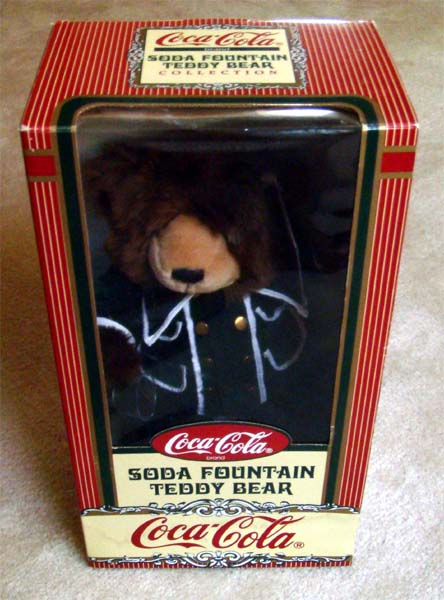 Coca-Cola®
brand
SODA FOUNTAIN
TEDDY BEAR
COLLECTION
Coca-Cola®
brand
SODA FOUNTAIN
TEDDY BEAR
Coca-Cola®